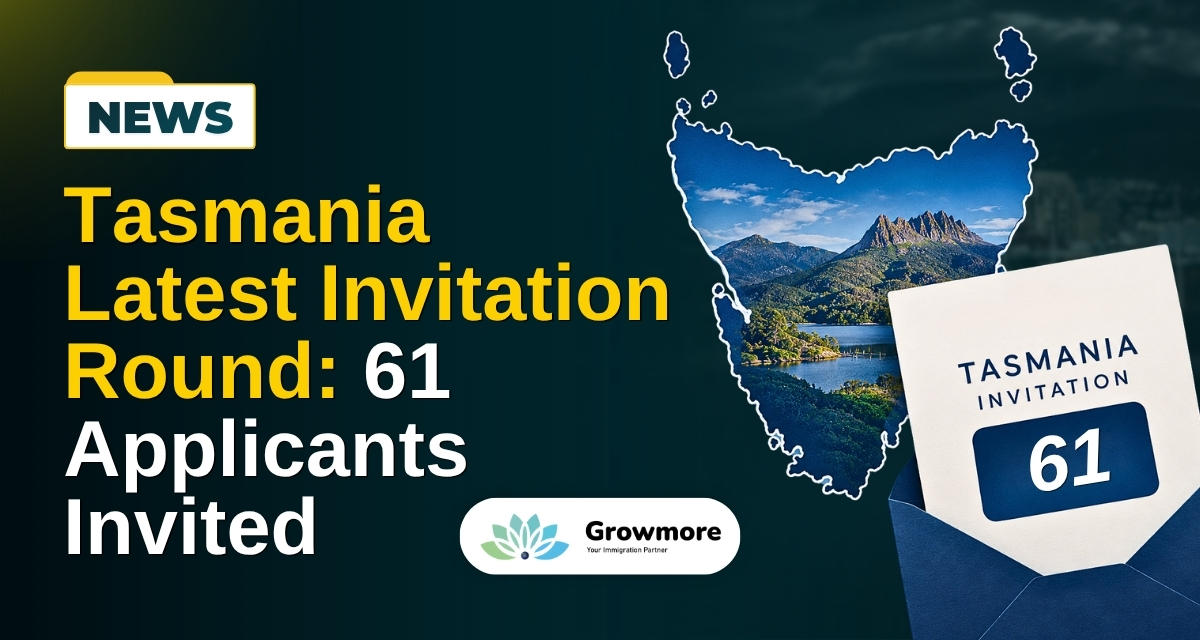 NEWS
Tasmania
Latest Invitation
Round: 61
Applicants
Invited
Growmore
Your Immigration Partner
TASMANIA
INVITATION
61